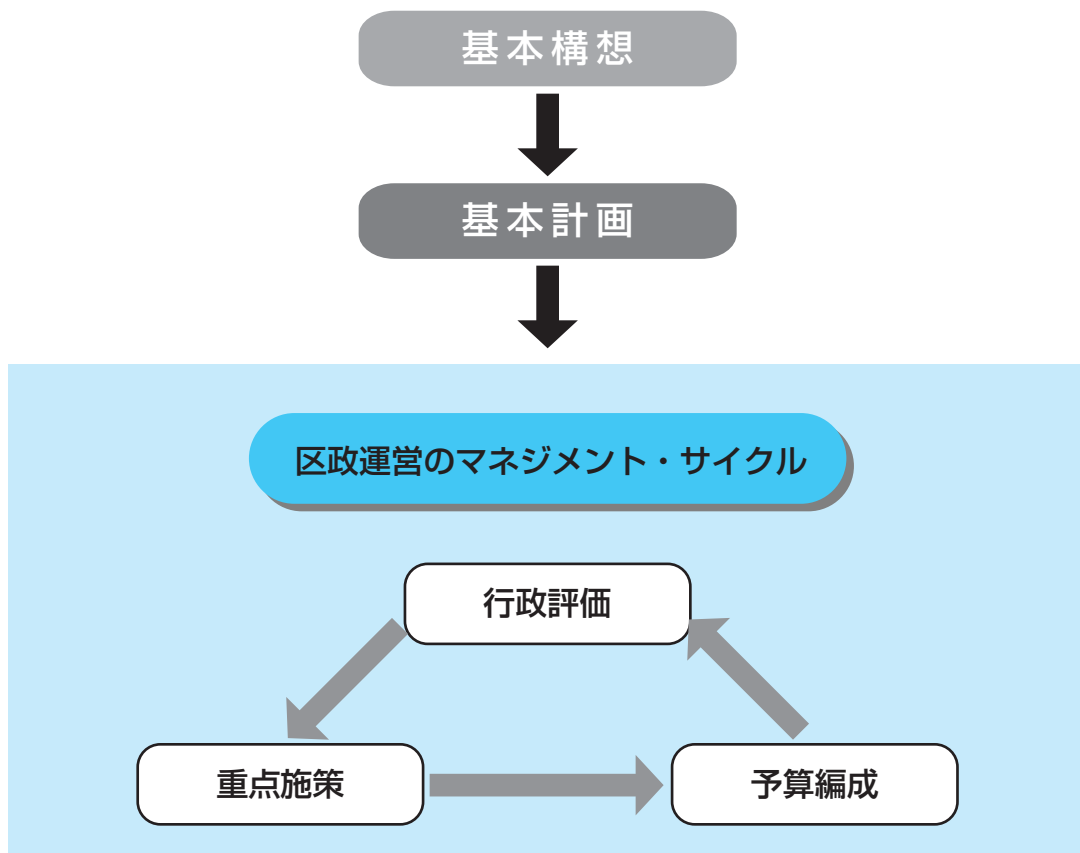 基本構想
基本計画
区政運営のマネジメント・サイクル
行政評価
重点施策
予算編成